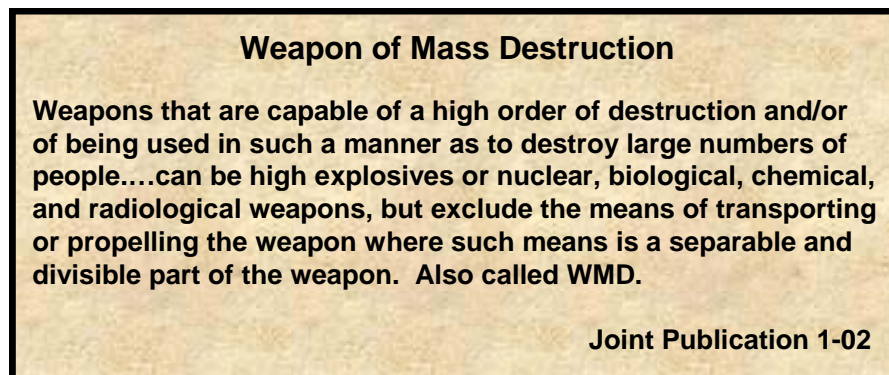 Weapon of Mass Destruction
Weapons that are capable of a high order of destruction and/or
of being used in such a manner as to destroy large numbers of
people….can be high explosives or nuclear, biological, chemical,
and radiological weapons, but exclude the means of transporting
or propelling the weapon where such means is a separable and
divisible part of the weapon.  Also called WMD.
Joint Publication 1-02